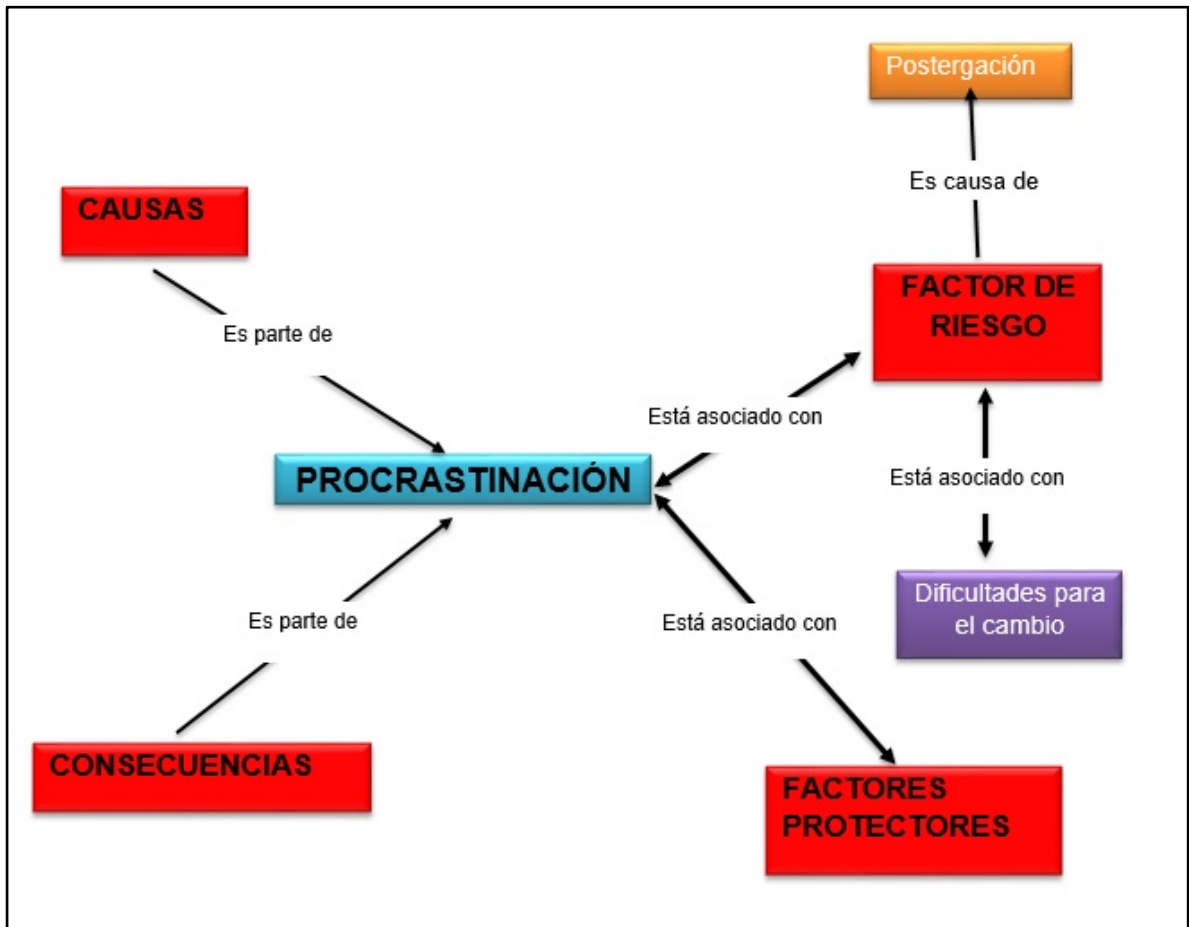 Postergación
Es causa de
CAUSAS
FACTOR DE
RIESGO
Es parte de
Está asociado con
PROCRASTINACIÓN
Está asociado con
Dificultades para
el cambio
Es parte de
Está asociado con
CONSECUENCIAS
FACTORES
PROTECTORES